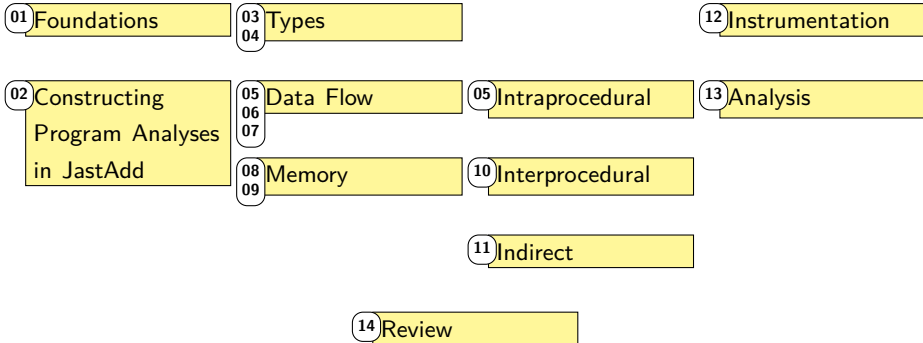 01 Foundations
03 04 Types
12 Instrumentation
02 Constructing
Program Analyses
in JastAdd
05 06 07 Data Flow
05 Intraprocedural
13 Analysis
08 09 Memory
10 Interprocedural
11 Indirect
14 Review